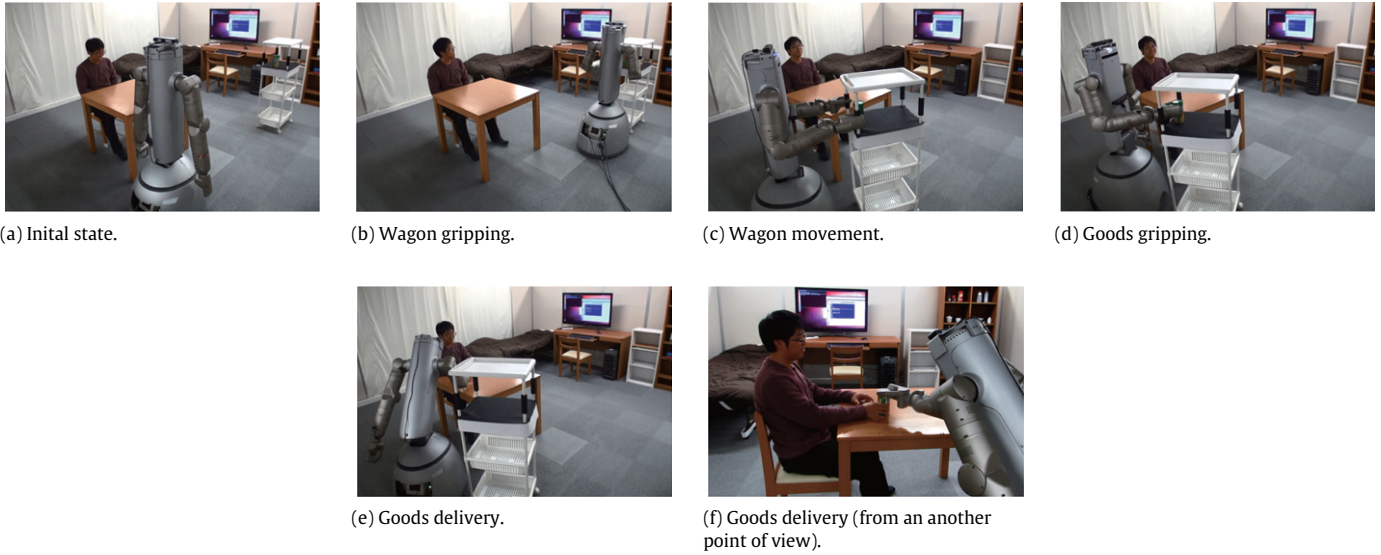 (a) Inital state.
(b) Wagon gripping.
(c) Wagon movement.
(d) Goods gripping.
(e) Goods delivery.
(f) Goods delivery (from an another
point of view).